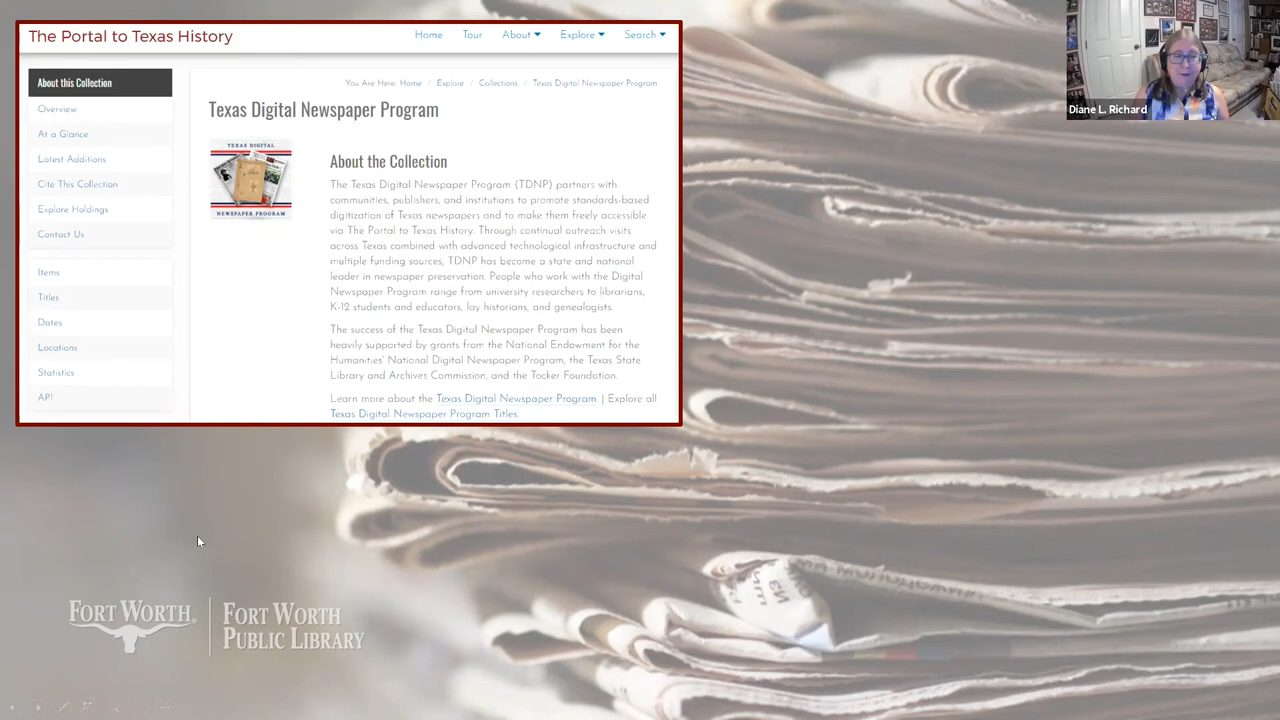 The Portal to Texas History
Home Tour About Explore Search
About this Collection
Overview
At a Glance
Latest Additions
Cite This Collection
Explore Holdings
Contact Us
Items
Titles
Dates
Locations
Statistics
API
You Are Here: Home / Explore / Collections / Texas Digital Newspaper Program
Texas Digital Newspaper Program
TEXAS DIGITAL
NEWSPAPER PROGRAM
About the Collection
The Texas Digital Newspaper Program (TDNP) partners with
communities, publishers, and institutions to promote standards-based
digitization of Texas newspapers and to make them freely accessible
via The Portal to Texas History. Through continual outreach visits
across Texas combined with advanced technological infrastructure and
multiple funding sources, TDNP has become a state and national
leader in newspaper preservation. People who work with the Digital
Newspaper Program range from university researchers to librarians,
K-12 students and educators, lay historians, and genealogists.
The success of the Texas Digital Newspaper Program has been
heavily supported by grants from the National Endowment for the
Humanities' National Digital Newspaper Program, the Texas State
Library and Archives Commission, and the Tocker Foundation.
Learn more about the Texas Digital Newspaper Program. | Explore all
Texas Digital Newspaper Program Titles.
Diane L. Richard
FORT WORTH®
FORT WORTH
PUBLIC LIBRARY